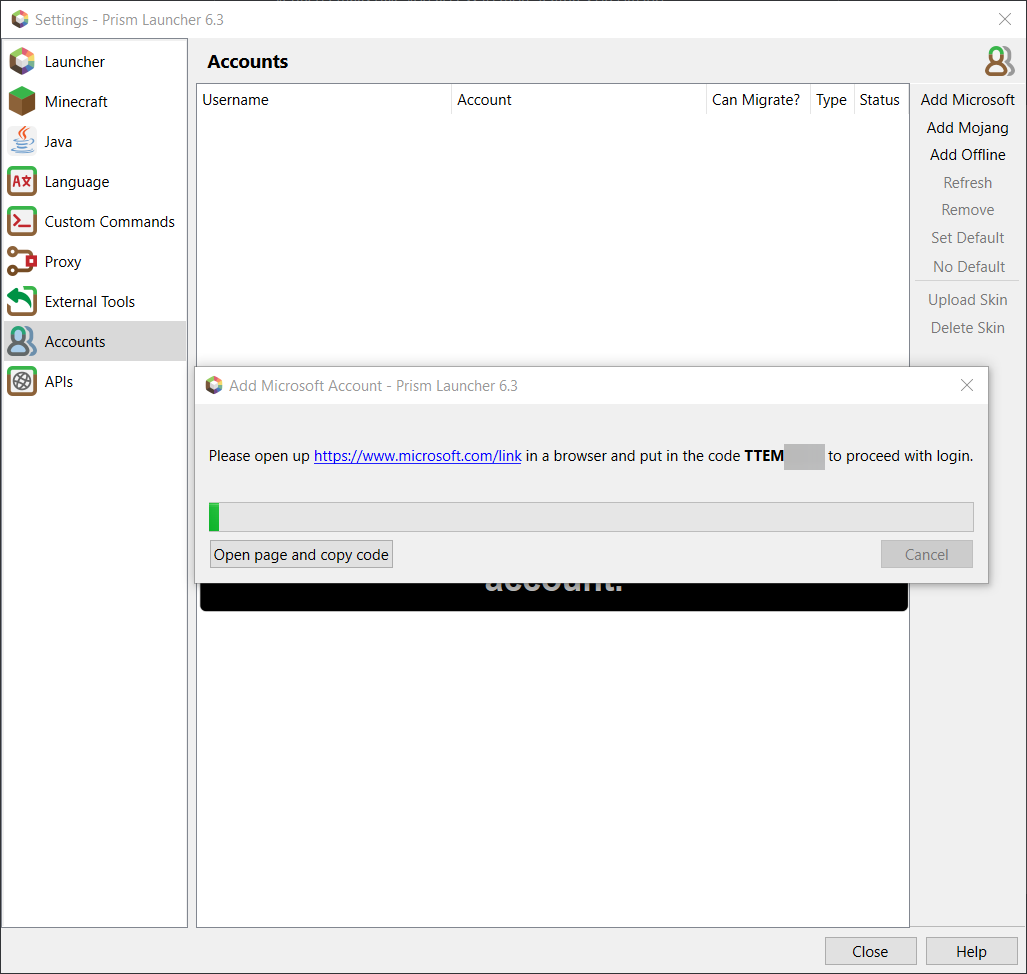 Settings - Prism Launcher 6.3
Launcher
Minecraft
Java
Language
Custom Commands
Proxy
External Tools
Accounts
APIs
Accounts
Username Account Can Migrate? Type Status
Add Microsoft
Add Mojang
Add Offline
Refresh
Remove
Set Default
No Default
Upload Skin
Delete Skin
Add Microsoft Account - Prism Launcher 6.3
Please open up https://www.microsoft.com/link in a browser and put in the code TTEM to proceed with login.
Open page and copy code Cancel
account.
Close Help